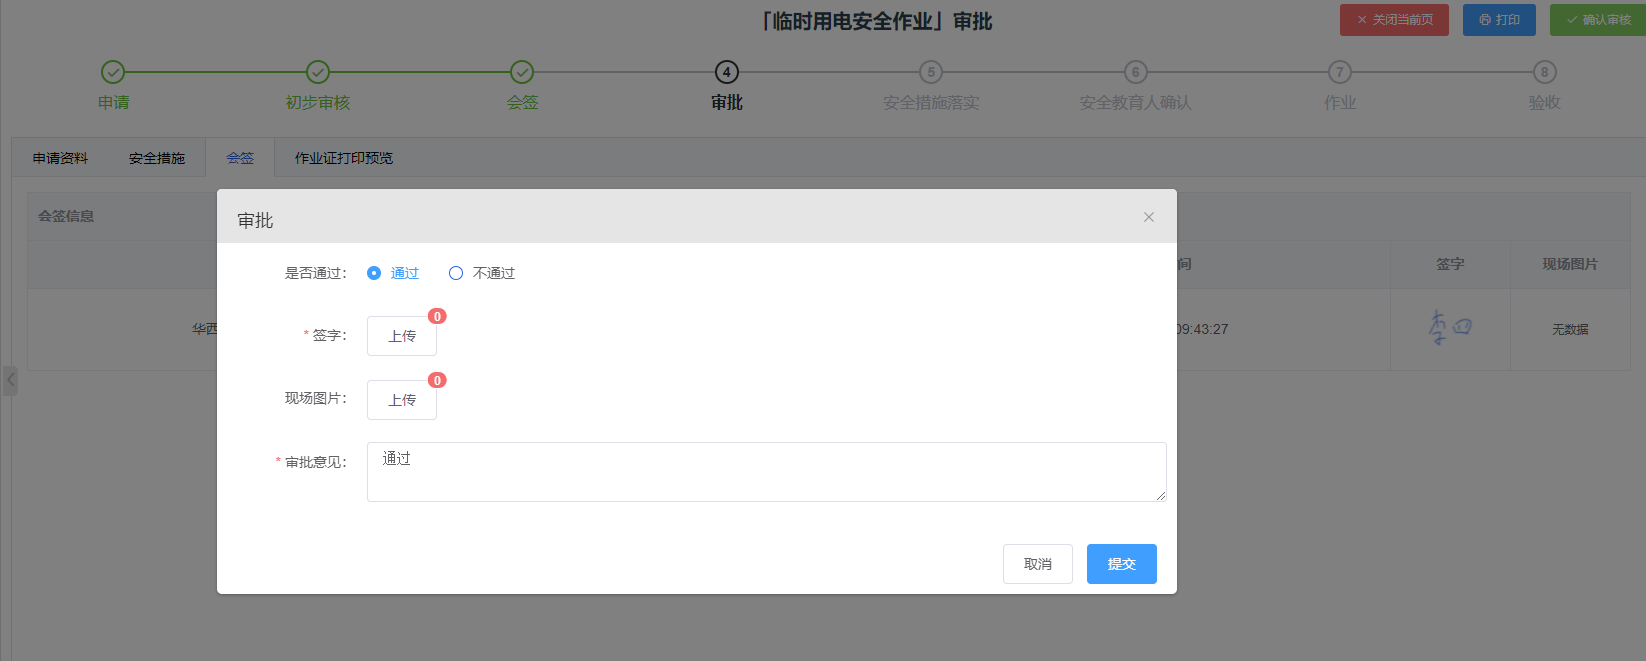 「临时用电安全作业」审批
关闭当前页 打印 确认审核
4 5 6 7 8
申请 初步审核 会签 审批 安全措施落实 安全教育人确认 作业 验收
申请资料 安全措施 会签 作业证打印预览
会签信息
审批
间 签字 现场图片
是否通过： 通过 不通过
华西 09:43:27 无数据
0
* 签字： 上传
0
现场图片： 上传
* 审批意见： 通过
取消 提交